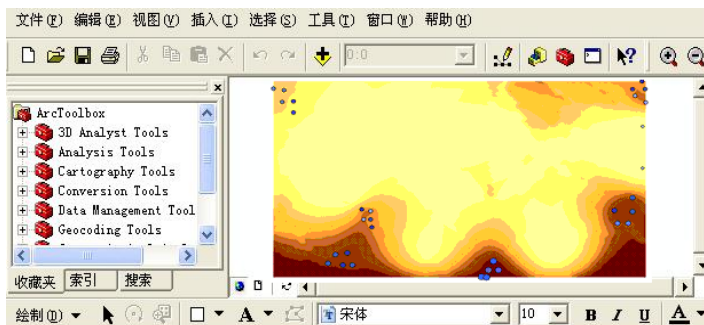 文件(F) 编辑(E) 视图(V) 插入(I) 选择(S) 工具(T) 窗口(W) 帮助(H)
0:0
ArcToolbox
3D Analyst Tools
Analysis Tools
Cartography Tools
Conversion Tools
Data Management Tool
Geocoding Tools
收藏夹 索引 搜索
绘制(D) A 宋体 10 B I U A